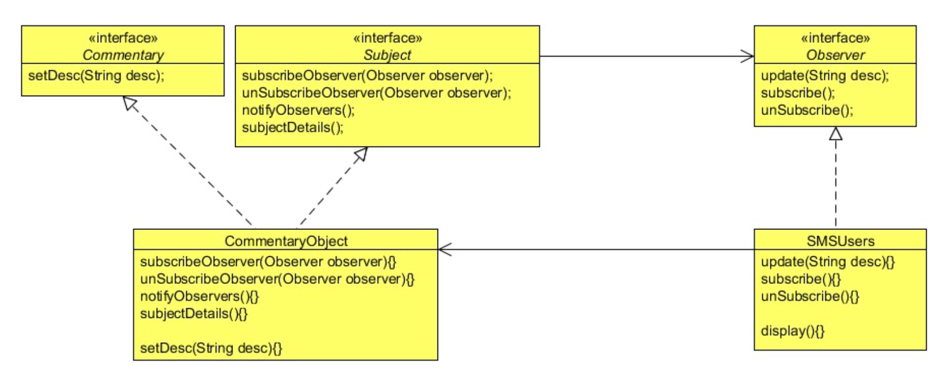 «interface»
Commentary
setDesc(String desc);
«interface»
Subject
subscribeObserver(Observer observer);
unSubscribeObserver(Observer observer);
notifyObservers();
subjectDetails();
«interface»
Observer
update(String desc);
subscribe();
unSubscribe();
CommentaryObject
subscribeObserver(Observer observer){}
unSubscribeObserver(Observer observer){}
notifyObservers(){}
subjectDetails(){}
setDesc(String desc){}
SMSUsers
update(String desc){}
subscribe(){}
unSubscribe(){}
display(){}